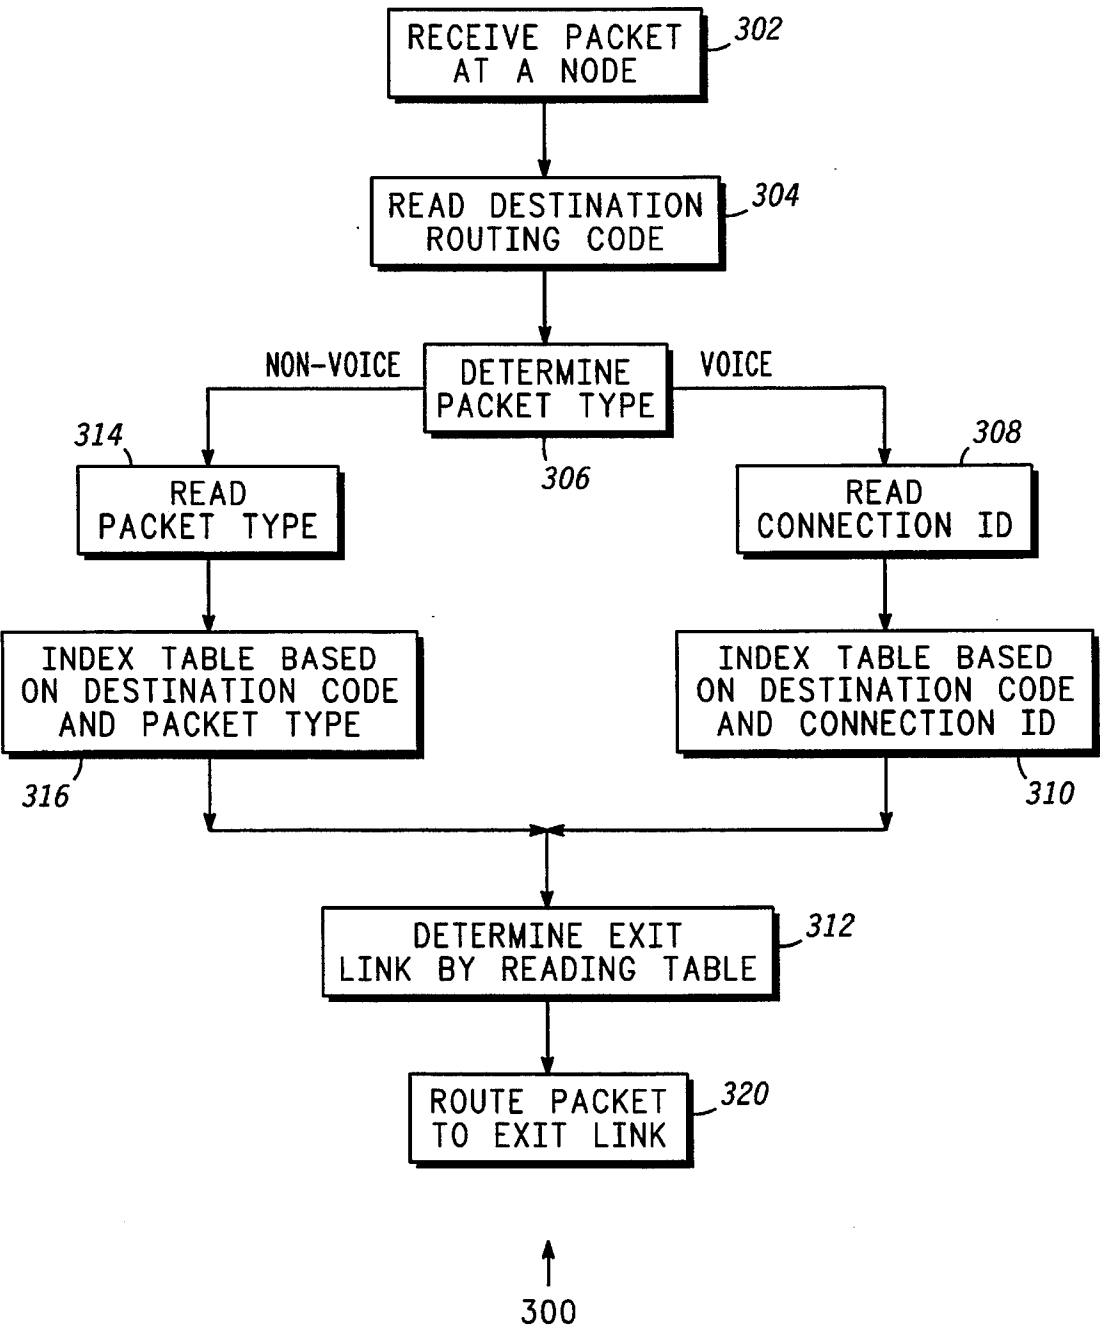 RECEIVE PACKET
AT A NODE
302
READ DESTINATION
ROUTING CODE
304
NON-VOICE
DETERMINE
PACKET TYPE
VOICE
306
314
READ
PACKET TYPE
308
READ
CONNECTION ID
INDEX TABLE BASED
ON DESTINATION CODE
AND PACKET TYPE
316
INDEX TABLE BASED
ON DESTINATION CODE
AND CONNECTION ID
310
DETERMINE EXIT
LINK BY READING TABLE
312
ROUTE PACKET
TO EXIT LINK
320
300